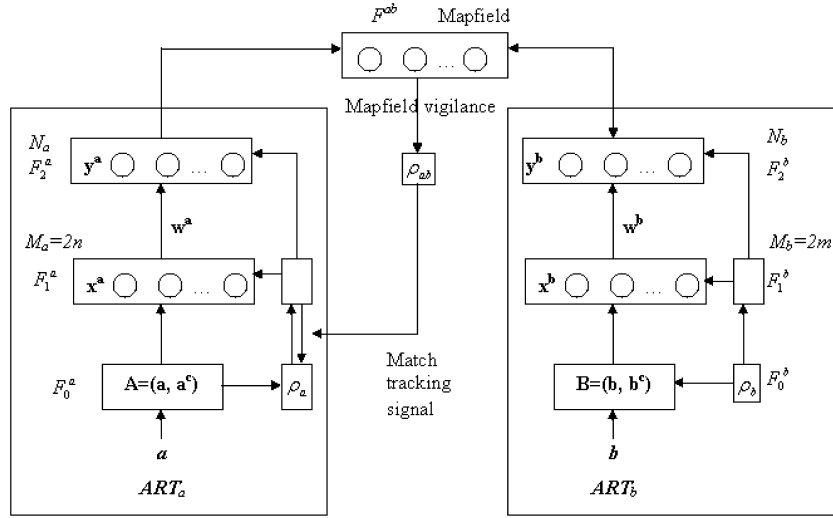 F^ab Mapfield
...
Mapfield vigilance
N_a
F_2^a
y^a ...
ρ_ab
N_b
F_2^b
y^b ...
w^a
w^b
M_a=2n
F_1^a
x^a ...
M_b=2m
F_1^b
x^b ...
Match
tracking
signal
F_0^a
A=(a, a^c)
ρ_a
B=(b, b^c)
ρ_b
F_0^b
a
b
ART_a
ART_b